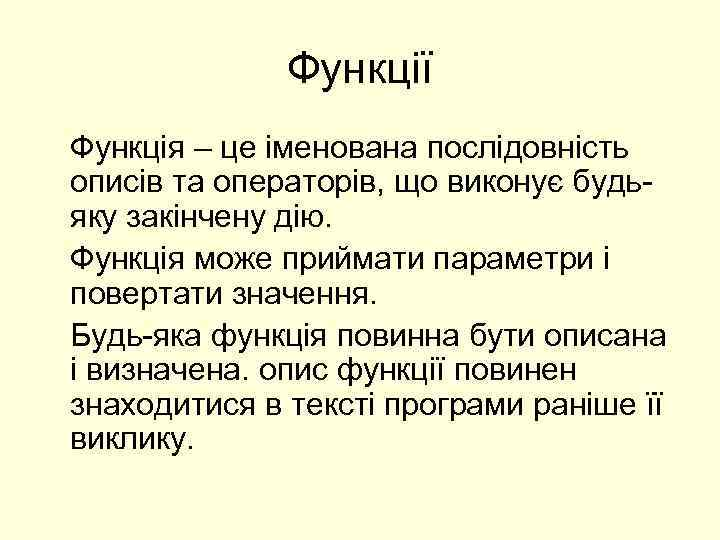 Функції
Функція – це іменована послідовність
описів та операторів, що виконує будь-
яку закінчену дію.
Функція може приймати параметри і
повертати значення.
Будь-яка функція повинна бути описана
і визначена. опис функції повинен
знаходитися в тексті програми раніше її
виклику.